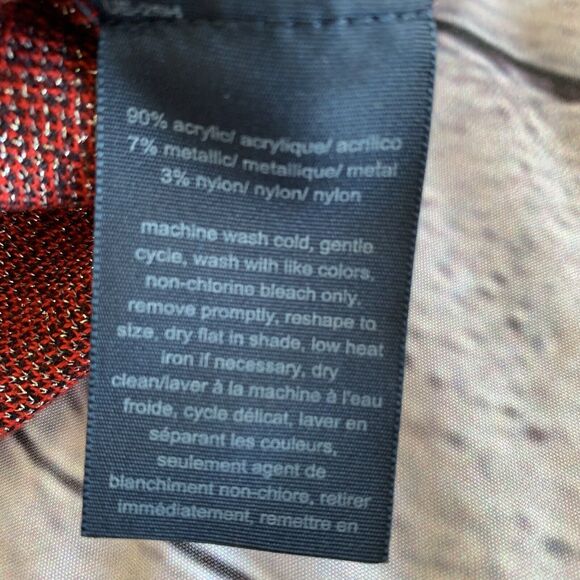 90% acrylic/ acrylique/ acrilico
7% metallic/ metallique/ metal
3% nylon/ nylon/ nylon
machine wash cold, gentle
cycle, wash with like colors,
non-chlorine bleach only,
remove promptly, reshape to
size, dry flat in shade, low heat
iron if necessary, dry
clean/laver à la machine à l'eau
froide, cycle délicat, laver en
séparant les couleurs,
seulement agent de
blanchiment non-chlore, retirer
immédiatement, remettre en